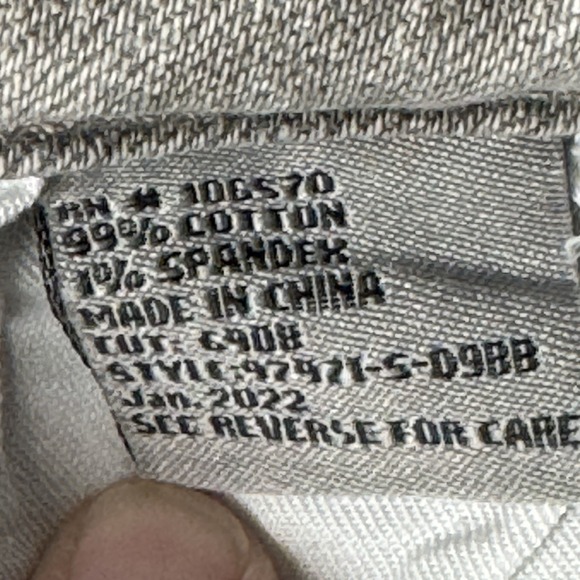 RN # 106570
99% COTTON
1% SPANDEX
MADE IN CHINA
CUT: 6908
STYLE:97971-S-09BB
Jan.2022
SEE REVERSE FOR CARE